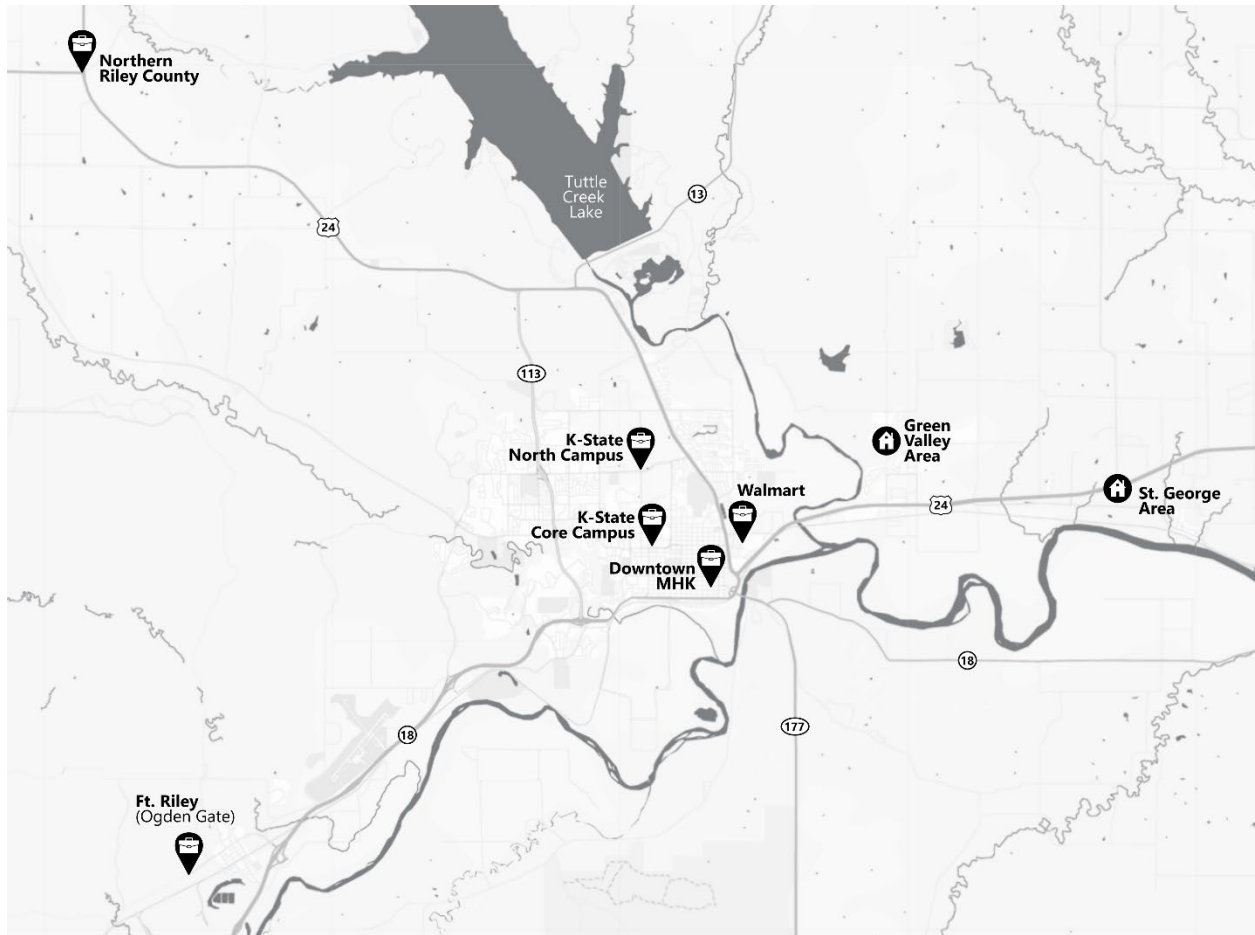 Northern
Riley County
Tuttle
Creek
Lake
13
24
113
K-State
North Campus
Green
Valley
Area
Walmart
St. George
Area
24
K-State
Core Campus
Downtown
MHK
18
177
18
Ft. Riley
(Ogden Gate)